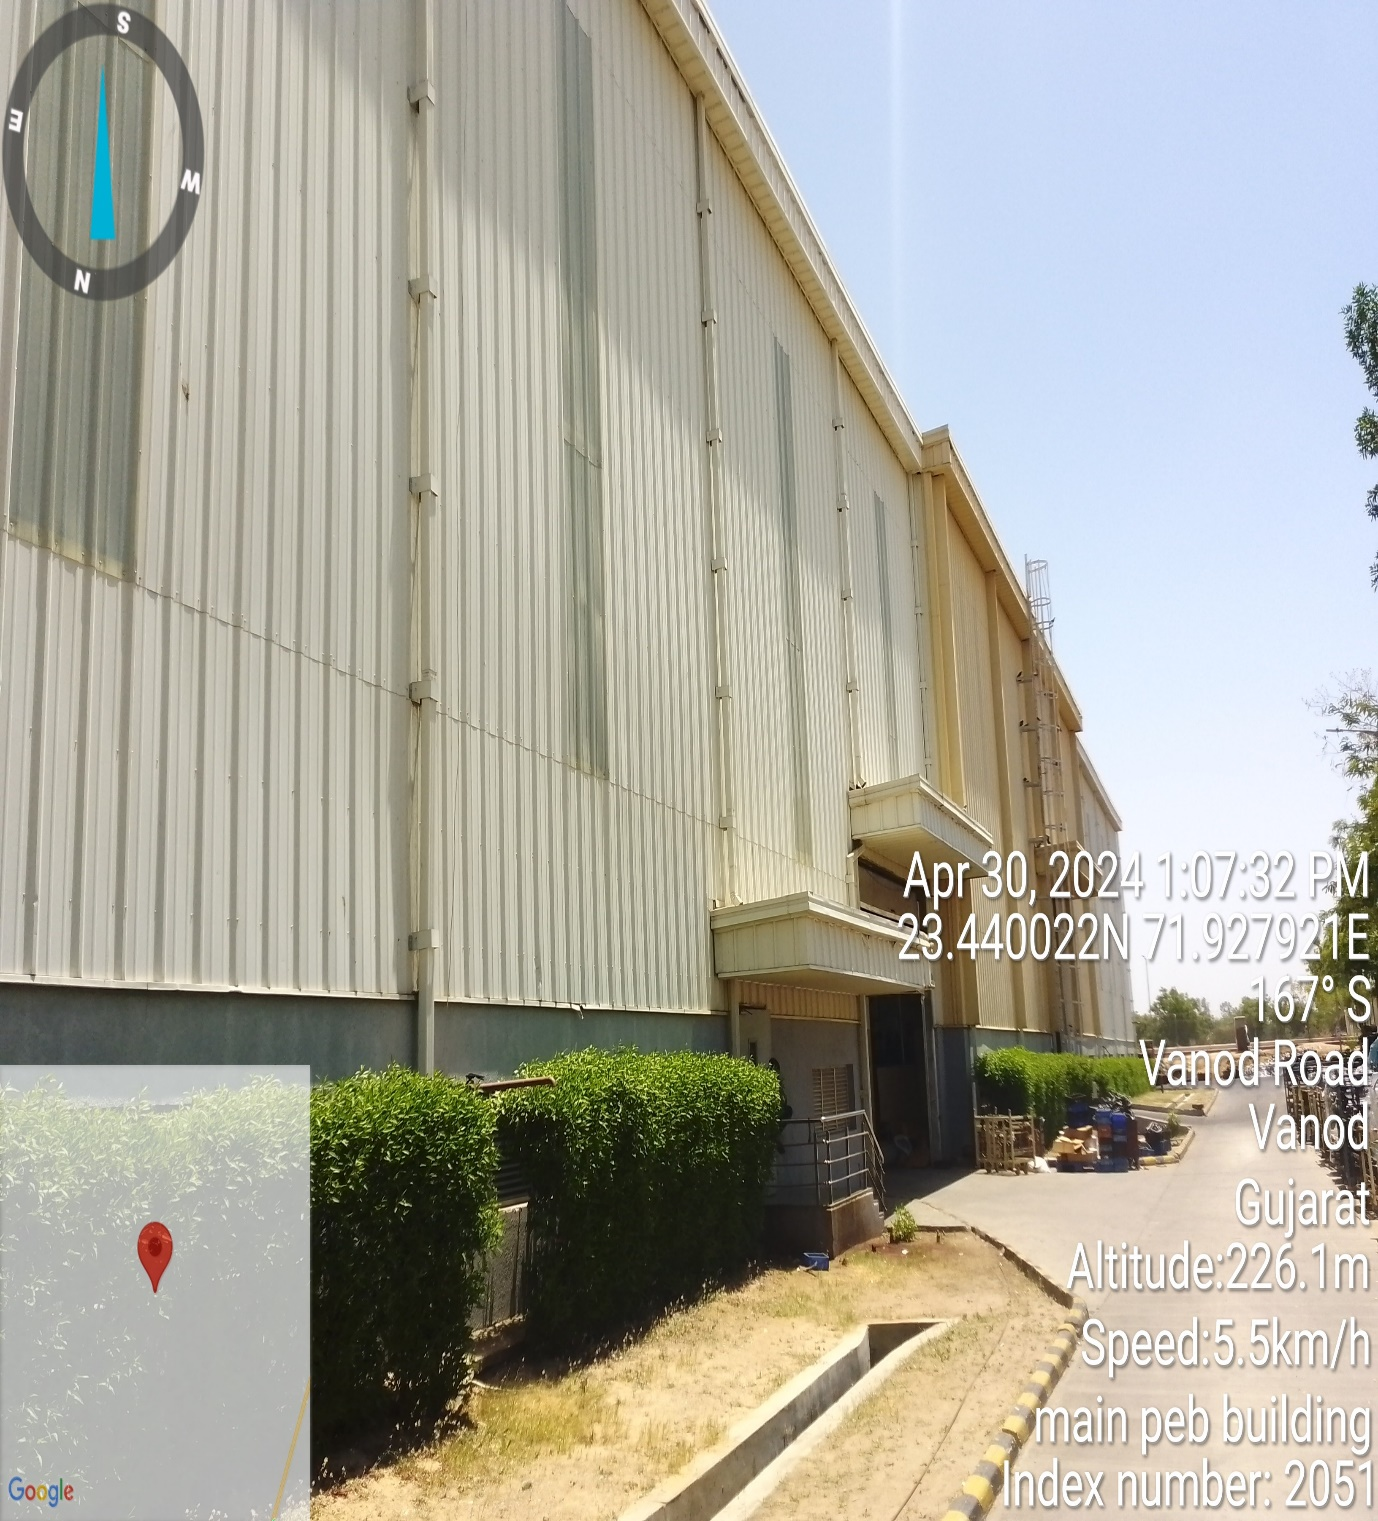 S
E
W
N
Apr 30, 2024 1:07:32 PM
23.440022N 71.927921E
167° S
Vanod Road
Vanod
Gujarat
Altitude:226.1m
Speed:5.5km/h
main peb building
Index number: 2051
Google